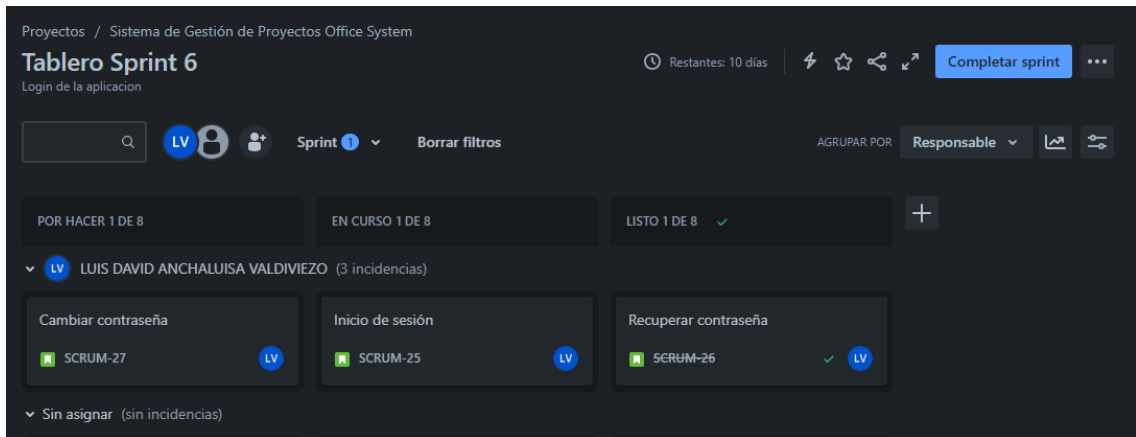 Proyectos / Sistema de Gestión de Proyectos Office System
Tablero Sprint 6
Restantes: 10 días
Completar sprint
Login de la aplicacion
LV
Sprint 1
Borrar filtros
AGRUPAR POR
Responsable
POR HACER 1 DE 8
EN CURSO 1 DE 8
LISTO 1 DE 8
LV LUIS DAVID ANCHALUISA VALDIVIEZO (3 incidencias)
Cambiar contraseña
SCRUM-27 LV
Inicio de sesión
SCRUM-25 LV
Recuperar contraseña
SCRUM-26 LV
Sin asignar (sin incidencias)